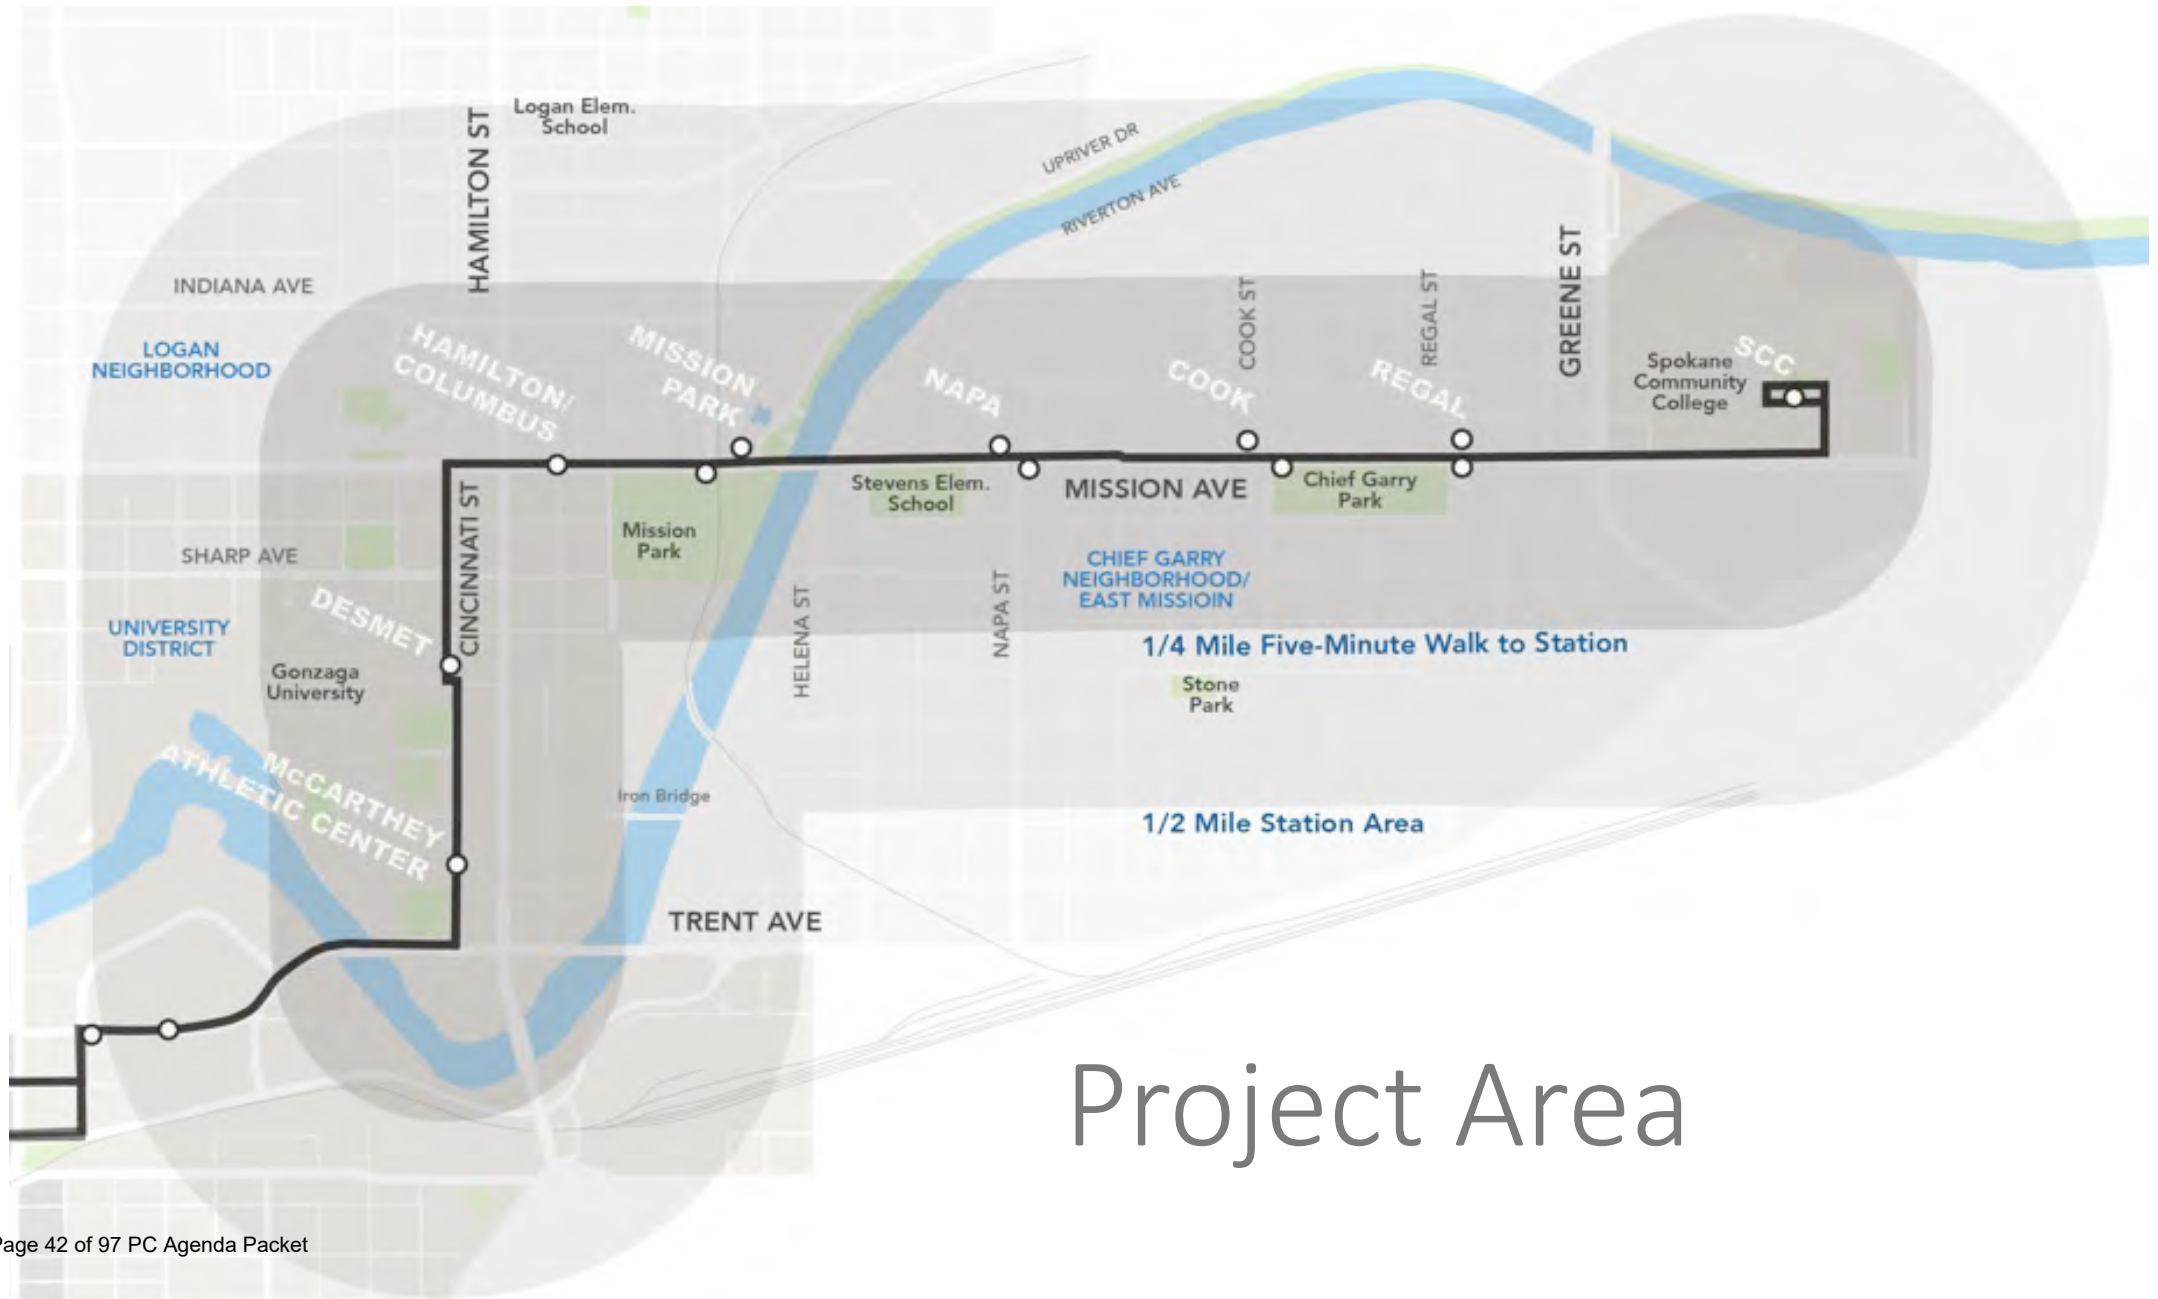 Logan Elem.
School
HAMILTON ST
UPRIVER DR
RIVERTON AVE
INDIANA AVE
LOGAN
NEIGHBORHOOD
HAMILTON/
COLUMBUS
MISSION
PARK
NAPA
COOK
COOK ST
REGAL
REGAL ST
GREENE ST
SCC
Spokane
Community
College
CINCINNATI ST
Mission
Park
Stevens Elem.
School
MISSION AVE
Chief Garry
Park
SHARP AVE
DESMET
UNIVERSITY
DISTRICT
Gonzaga
University
HELENA ST
NAPA ST
CHIEF GARRY
NEIGHBORHOOD/
EAST MISSIOIN
1/4 Mile Five-Minute Walk to Station
Stone
Park
McCARTHEY
ATHLETIC CENTER
Iron Bridge
1/2 Mile Station Area
TRENT AVE
Project Area
Page 42 of 97 PC Agenda Packet